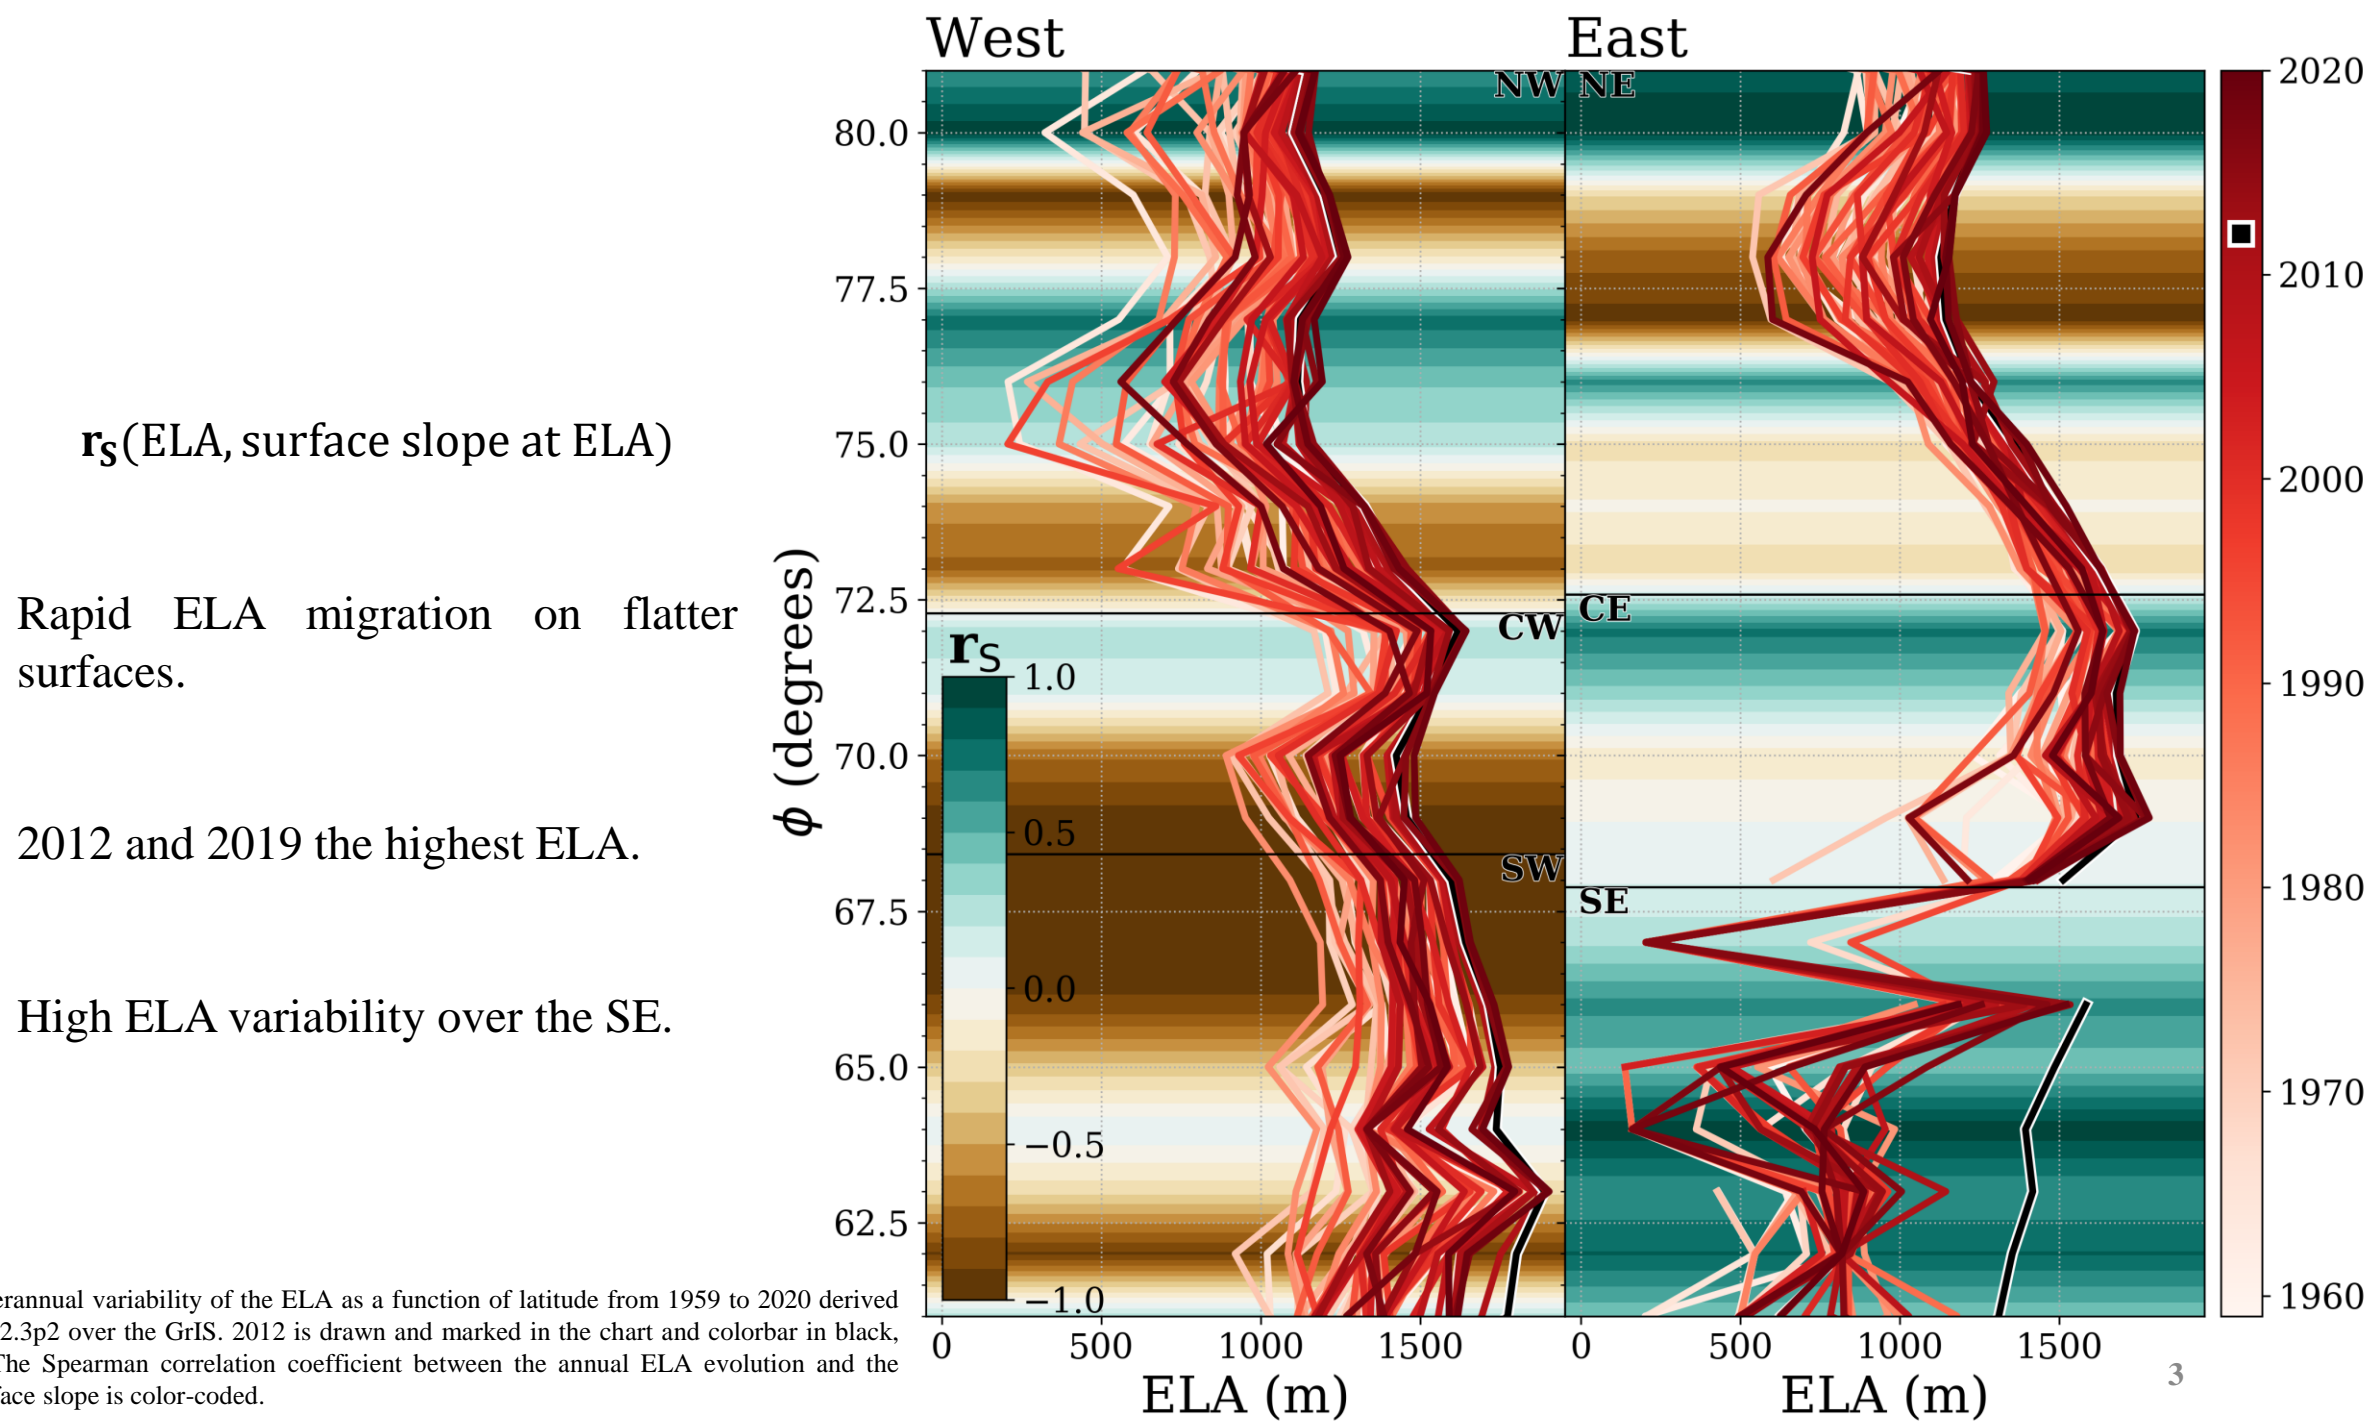 West
East
NW
NE
80.0
77.5
75.0
72.5
70.0
67.5
65.0
62.5
ϕ (degrees)
CW
CE
SW
SE
r_S
1.0
0.5
0.0
−0.5
−1.0
0 500 1000 1500
0 500 1000 1500
ELA (m)
ELA (m)
2020
2010
2000
1990
1980
1970
1960
r_S(ELA, surface slope at ELA)
Rapid ELA migration on flatter
surfaces.
2012 and 2019 the highest ELA.
High ELA variability over the SE.
erannual variability of the ELA as a function of latitude from 1959 to 2020 derived
2.3p2 over the GrIS. 2012 is drawn and marked in the chart and colorbar in black,
The Spearman correlation coefficient between the annual ELA evolution and the
face slope is color-coded.
3